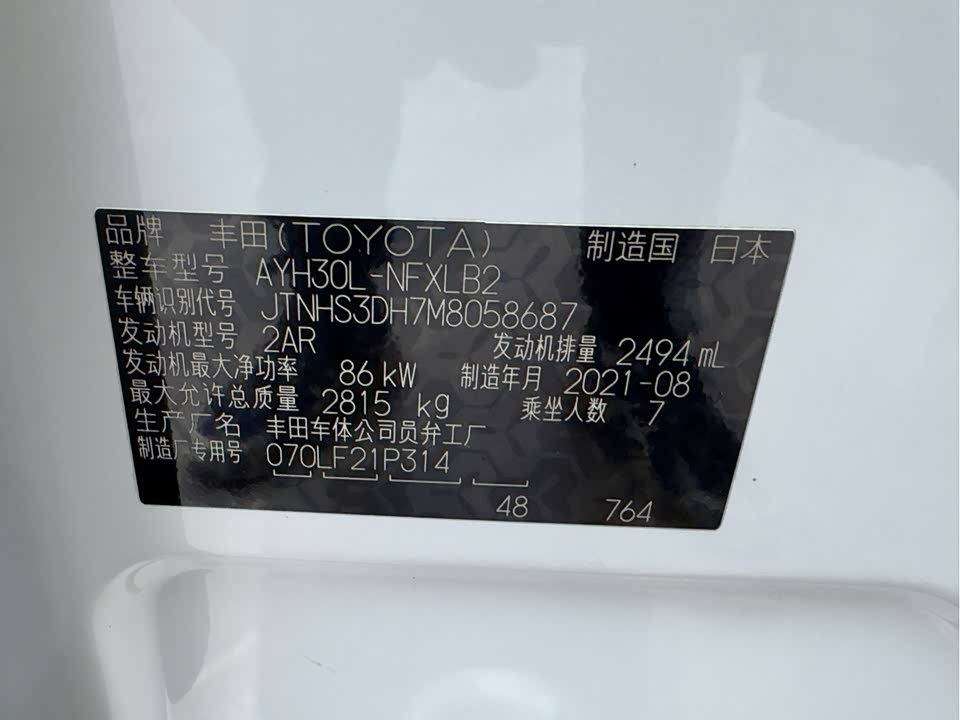 品牌 丰田(TOYOTA) 制造国 日本
整车型号 AYH30L-NFXLB2
车辆识别代号 JTNHS3DH7M8058687
发动机型号 2AR 发动机排量 2494 mL
发动机最大净功率 86 kW 制造年月 2021-08
最大允许总质量 2815 kg 乘坐人数 7
生产厂名 丰田车体公司员弁工厂
制造厂专用号 070LF21P314
48 764